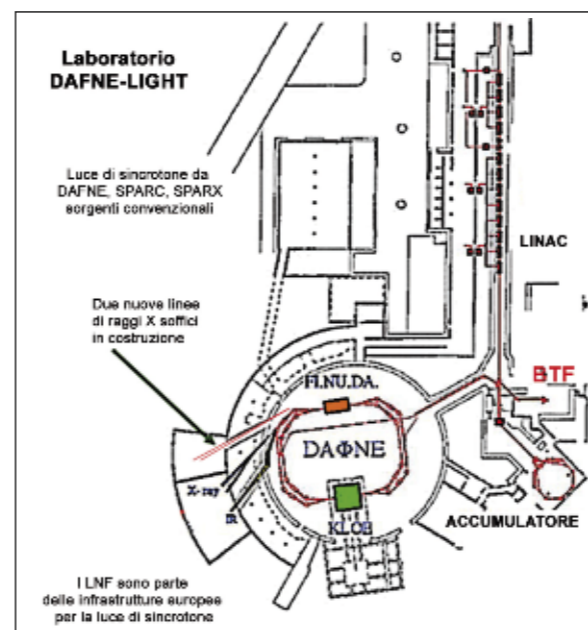 Laboratorio
DAFNE-LIGHT
Luce di sincrotone da
DAFNE, SPARC, SPARX
sorgenti convenzionali
LINAC
Due nuove linee
di raggi X soffici
in costruzione
BTF
FI.NU.DA.
DAΦNE
X-ray
IR
KLOE
ACCUMULATORE
I LNF sono parte
delle infrastrutture europee
per la luce di sincrotone